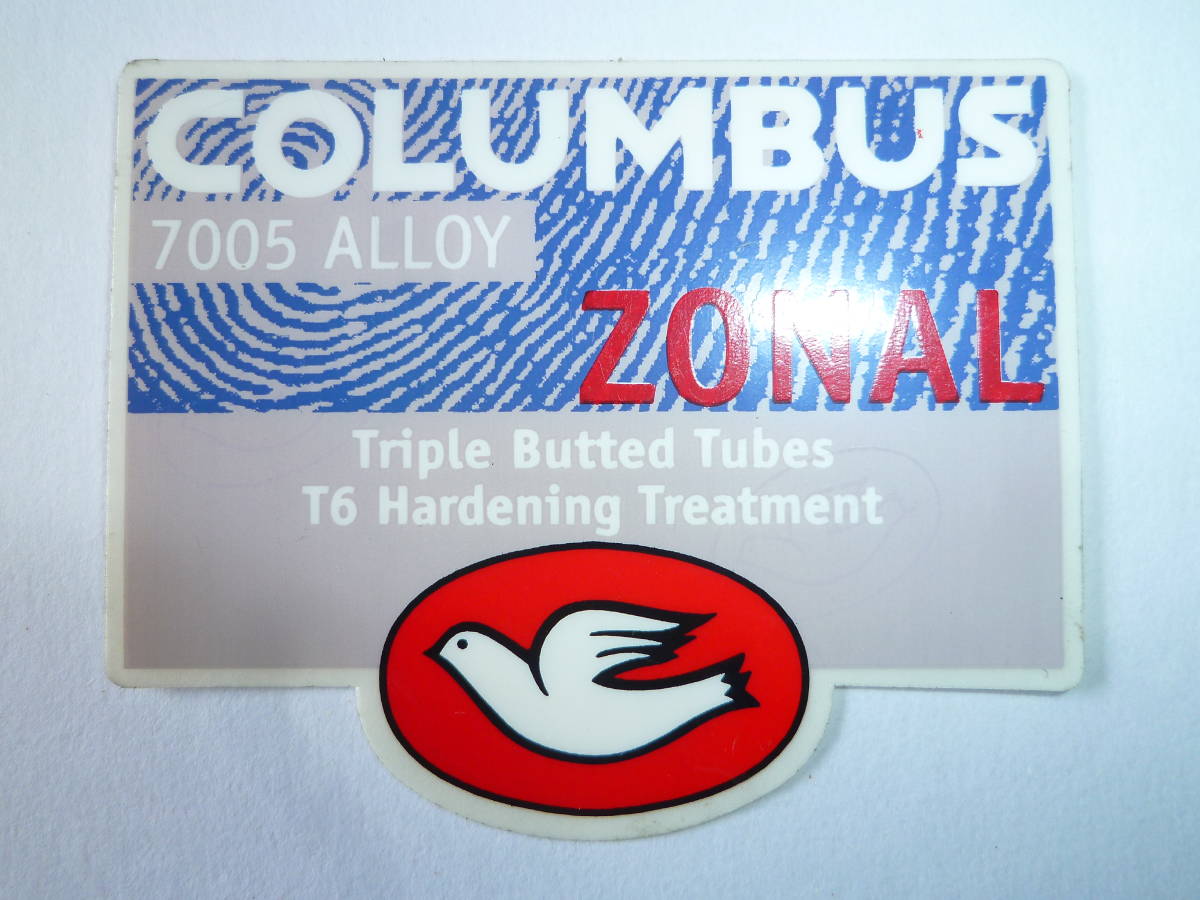 COLUMBUS
7005 ALLOY
ZONAL
Triple Butted Tubes
T6 Hardening Treatment